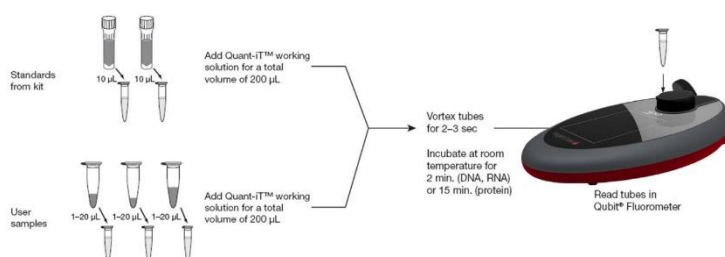 Standards
from kit
10 µL
10 µL
Add Quant-iT™ working
solution for a total
volume of 200 µL
User
samples
1–20 µL
1–20 µL
1–20 µL
Add Quant-iT™ working
solution for a total
volume of 200 µL
Vortex tubes
for 2–3 sec
Incubate at room
temperature for
2 min. (DNA, RNA)
or 15 min. (protein)
Read tubes in
Qubit® Fluorometer